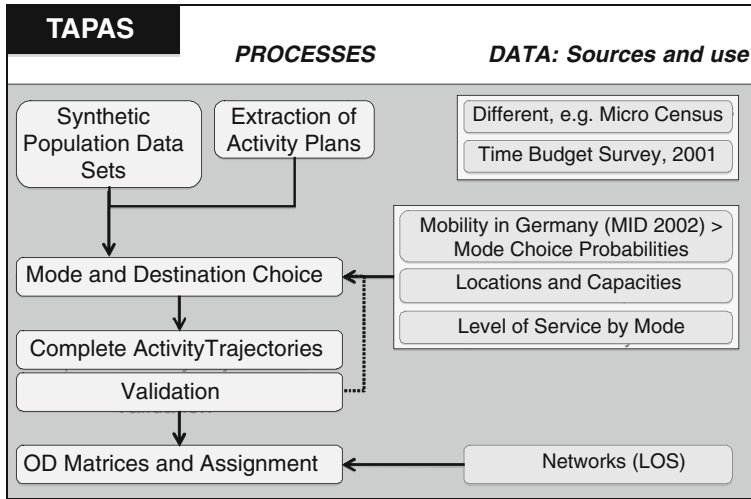 TAPAS
PROCESSES
DATA: Sources and use
Synthetic
Population Data
Sets
Extraction of
Activity Plans
Different, e.g. Micro Census
Time Budget Survey, 2001
Mobility in Germany (MID 2002) >
Mode Choice Probabilities
Mode and Destination Choice
Locations and Capacities
Level of Service by Mode
Complete ActivityTrajectories
Validation
OD Matrices and Assignment
Networks (LOS)